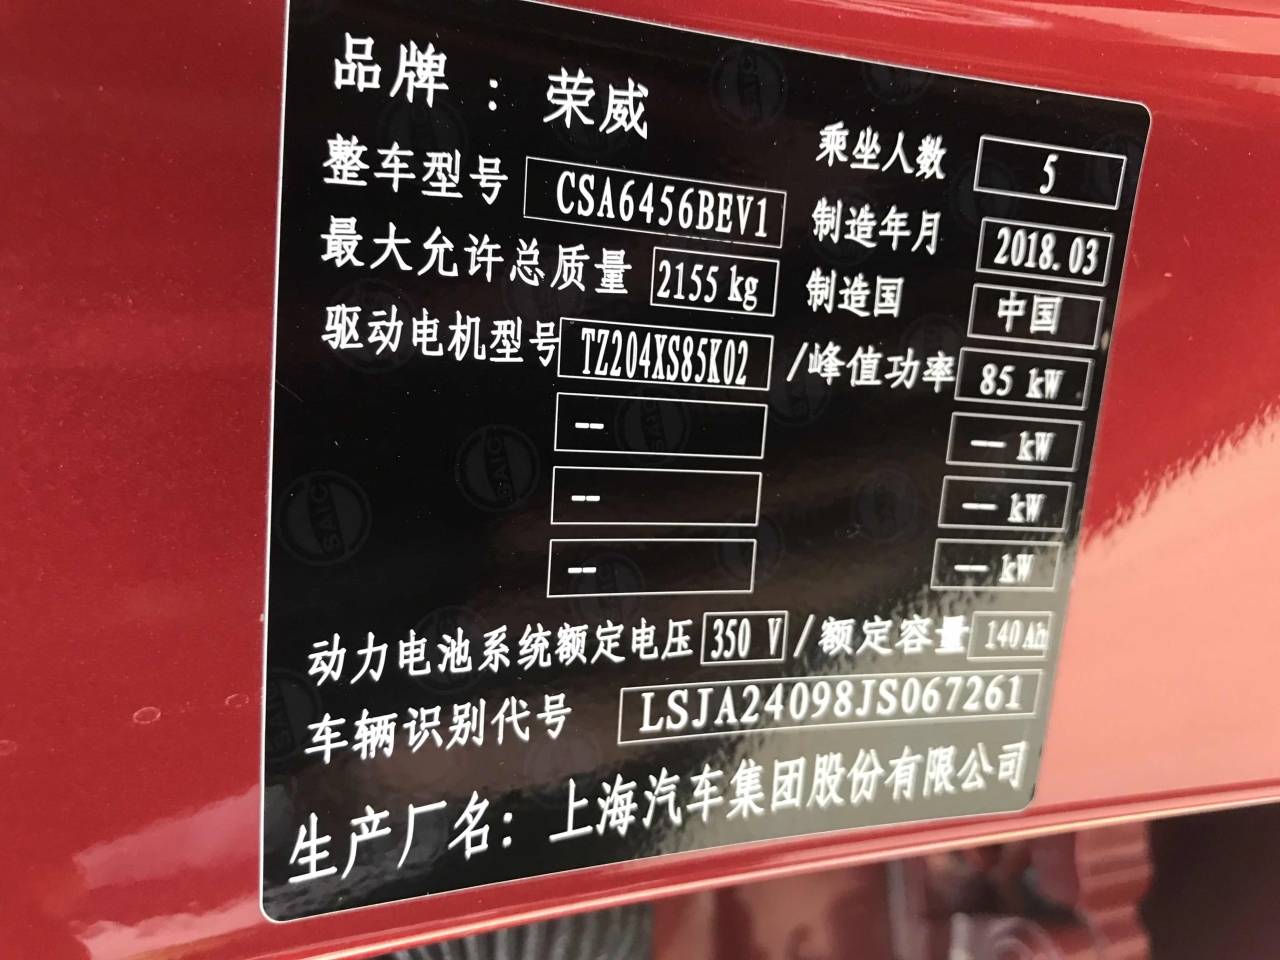 品牌 : 荣威
乘坐人数 5
整车型号 CSA6456BEV1
制造年月 2018.03
最大允许总质量 2155 kg
制造国 中国
驱动电机型号 TZ204XS85K02 /峰值功率 85 kW
-- -- kW
-- -- kW
-- -- kW
动力电池系统额定电压 350 V /额定容量 140 Ah
车辆识别代号 LSJA24098JS067261
生产厂名: 上海汽车集团股份有限公司
SAIC
SAIC
SAIC